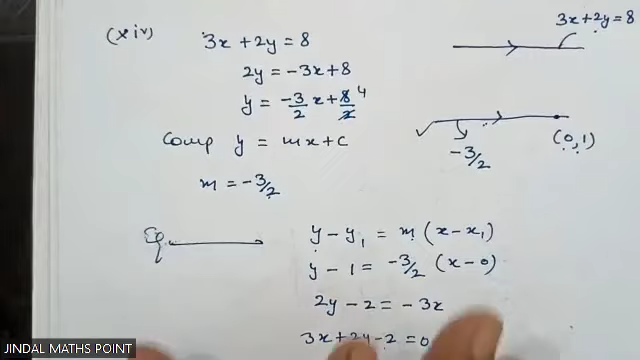 (xiv) 3x + 2y = 8
2y = -3x + 8
y = -3/2 x + 8/2 4
Comp y = mx + c
m = -3/2
3x + 2y = 8
-3/2
(0, 1)
Eq
y - y₁ = m (x - x₁)
y - 1 = -3/2 (x - 0)
2y - 2 = - 3x
3x + 2y - 2 = 0
JINDAL MATHS POINT